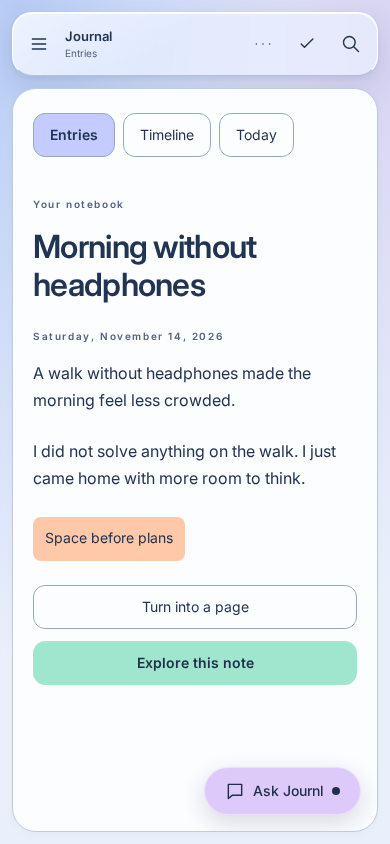 Journal
Entries
Entries
Timeline
Today
Your notebook
Morning without
headphones
Saturday, November 14, 2026
A walk without headphones made the
morning feel less crowded.
I did not solve anything on the walk. I just
came home with more room to think.
Space before plans
Turn into a page
Explore this note
Ask Journl